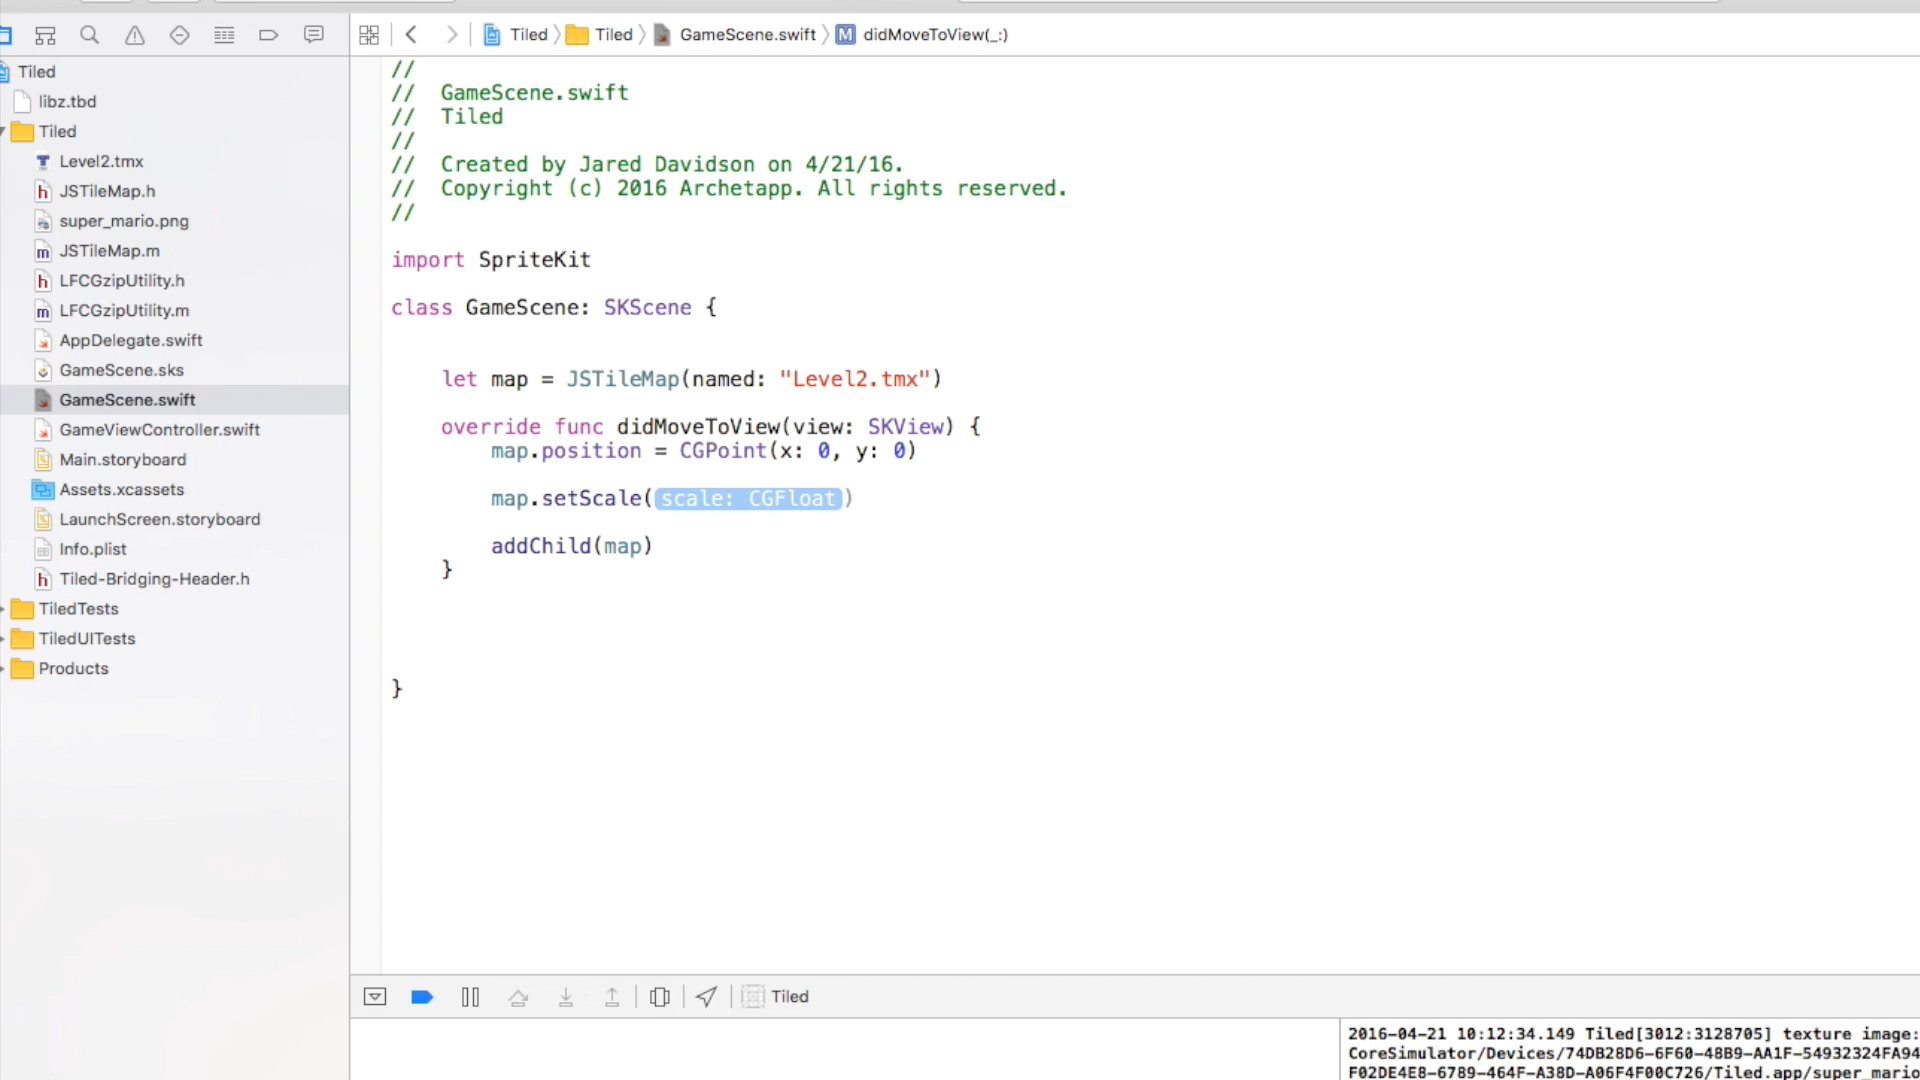 Tiled Tiled GameScene.swift M didMoveToView(_:)
Tiled
libz.tbd
Tiled
Level2.tmx
JSTileMap.h
super_mario.png
JSTileMap.m
LFCGzipUtility.h
LFCGzipUtility.m
AppDelegate.swift
GameScene.sks
GameScene.swift
GameViewController.swift
Main.storyboard
Assets.xcassets
LaunchScreen.storyboard
Info.plist
Tiled-Bridging-Header.h
TiledTests
TiledUITests
Products
//
//  GameScene.swift
//  Tiled
//
//  Created by Jared Davidson on 4/21/16.
//  Copyright (c) 2016 Archetapp. All rights reserved.
//
import SpriteKit
class GameScene: SKScene {
let map = JSTileMap(named: "Level2.tmx")
override func didMoveToView(view: SKView) {
map.position = CGPoint(x: 0, y: 0)
map.setScale(scale: CGFloat)
addChild(map)
}
}
Tiled
2016-04-21 10:12:34.149 Tiled[3012:3128705] texture image:
CoreSimulator/Devices/74DB28D6-6F60-48B9-AA1F-54932324FA94
F02DE4E8-6789-464F-A38D-A06F4F00C726/Tiled.app/super_mario